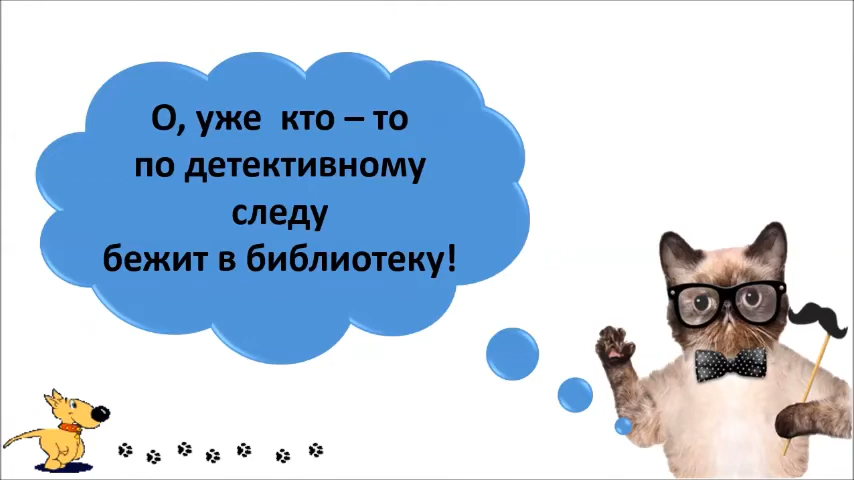 О, уже кто – то
по детективному
следу
бежит в библиотеку!